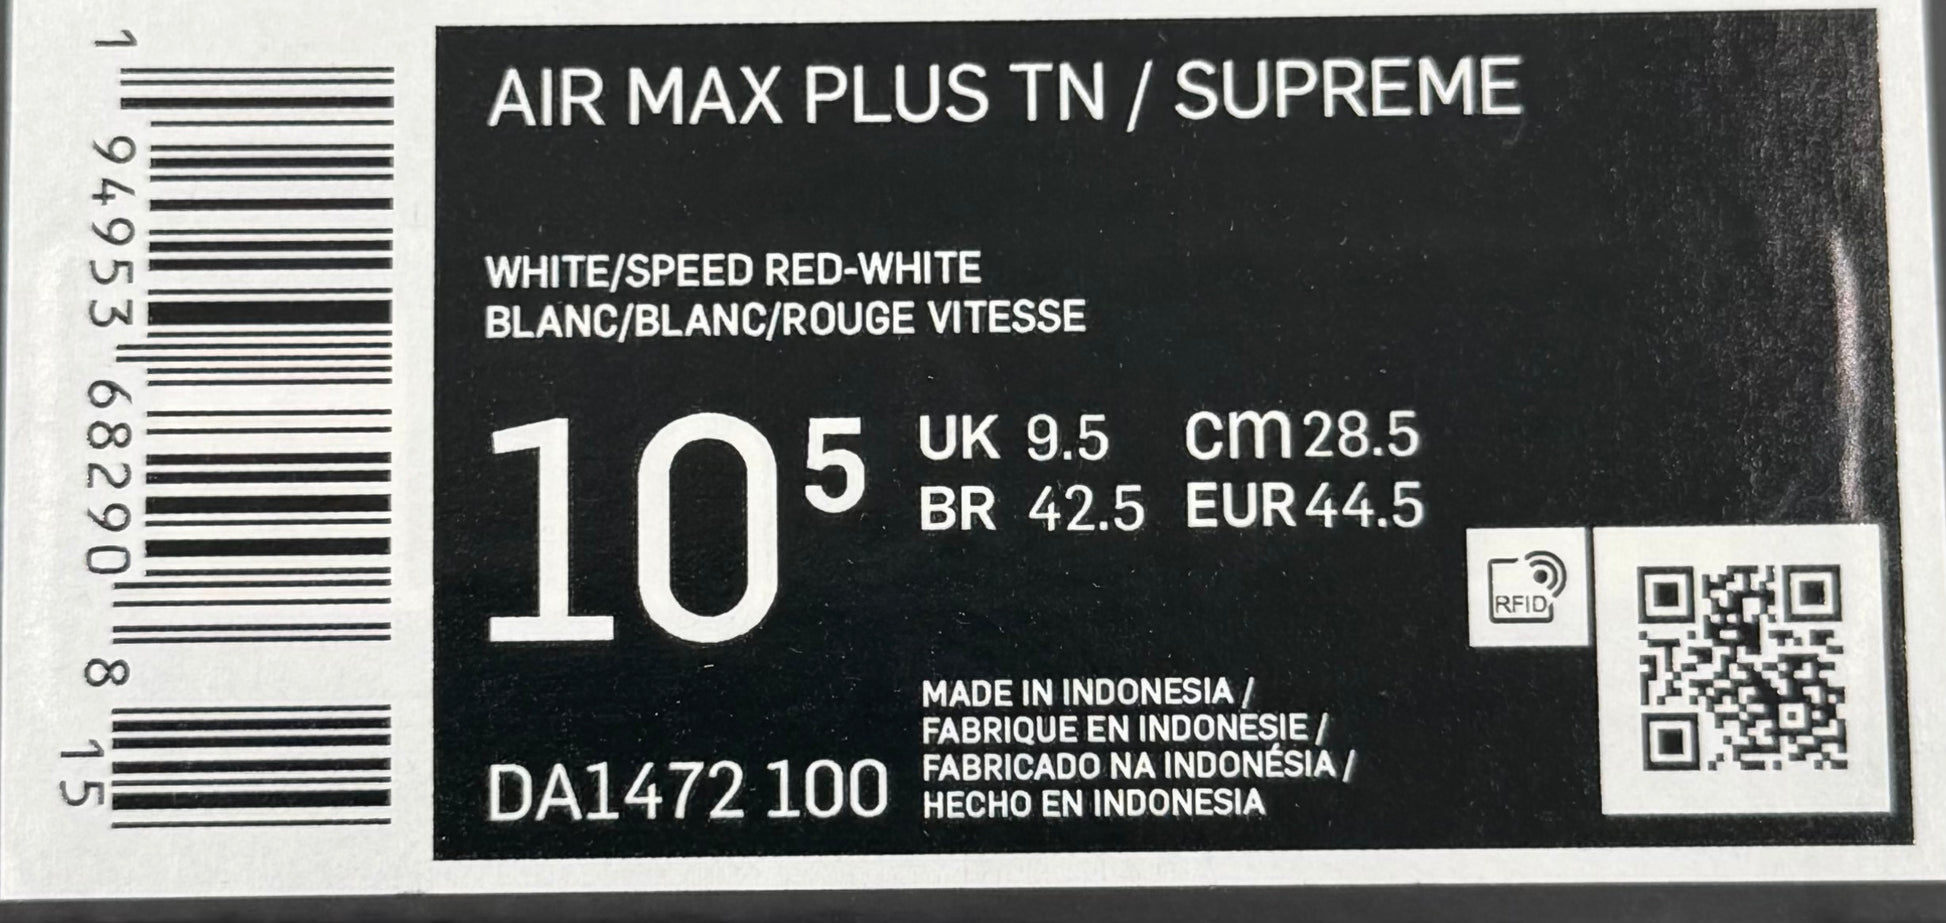 1 94953 68290 8 15
AIR MAX PLUS TN / SUPREME
WHITE/SPEED RED-WHITE
BLANC/BLANC/ROUGE VITESSE
10 5
UK 9.5 cm 28.5
BR 42.5 EUR 44.5
RFID
MADE IN INDONESIA /
FABRIQUE EN INDONESIE /
FABRICADO NA INDONÉSIA /
HECHO EN INDONESIA
DA1472 100